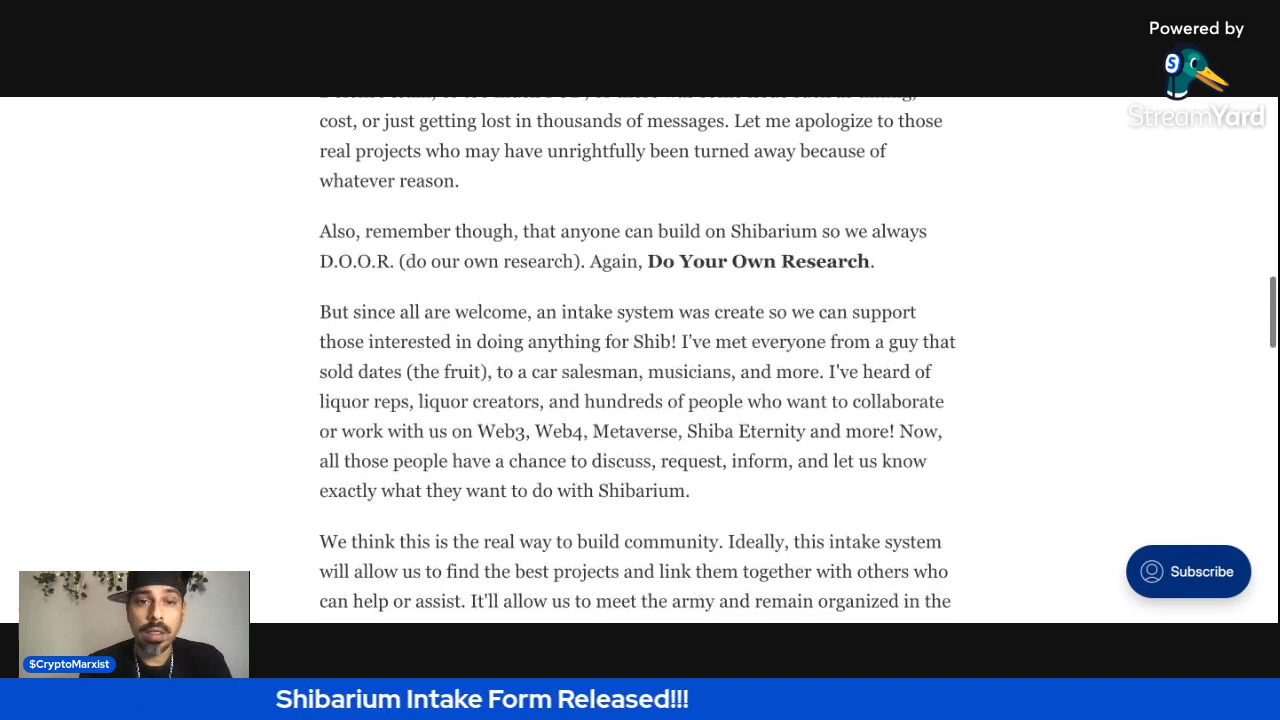 Powered by
StreamYard
cost, or just getting lost in thousands of messages. Let me apologize to those
real projects who may have unrightfully been turned away because of
whatever reason.
Also, remember though, that anyone can build on Shibarium so we always
D.O.O.R. (do our own research). Again, Do Your Own Research.
But since all are welcome, an intake system was create so we can support
those interested in doing anything for Shib! I've met everyone from a guy that
sold dates (the fruit), to a car salesman, musicians, and more. I've heard of
liquor reps, liquor creators, and hundreds of people who want to collaborate
or work with us on Web3, Web4, Metaverse, Shiba Eternity and more! Now,
all those people have a chance to discuss, request, inform, and let us know
exactly what they want to do with Shibarium.
We think this is the real way to build community. Ideally, this intake system
will allow us to find the best projects and link them together with others who
can help or assist. It'll allow us to meet the army and remain organized in the
Subscribe
$CryptoMarxist
Shibarium Intake Form Released!!!